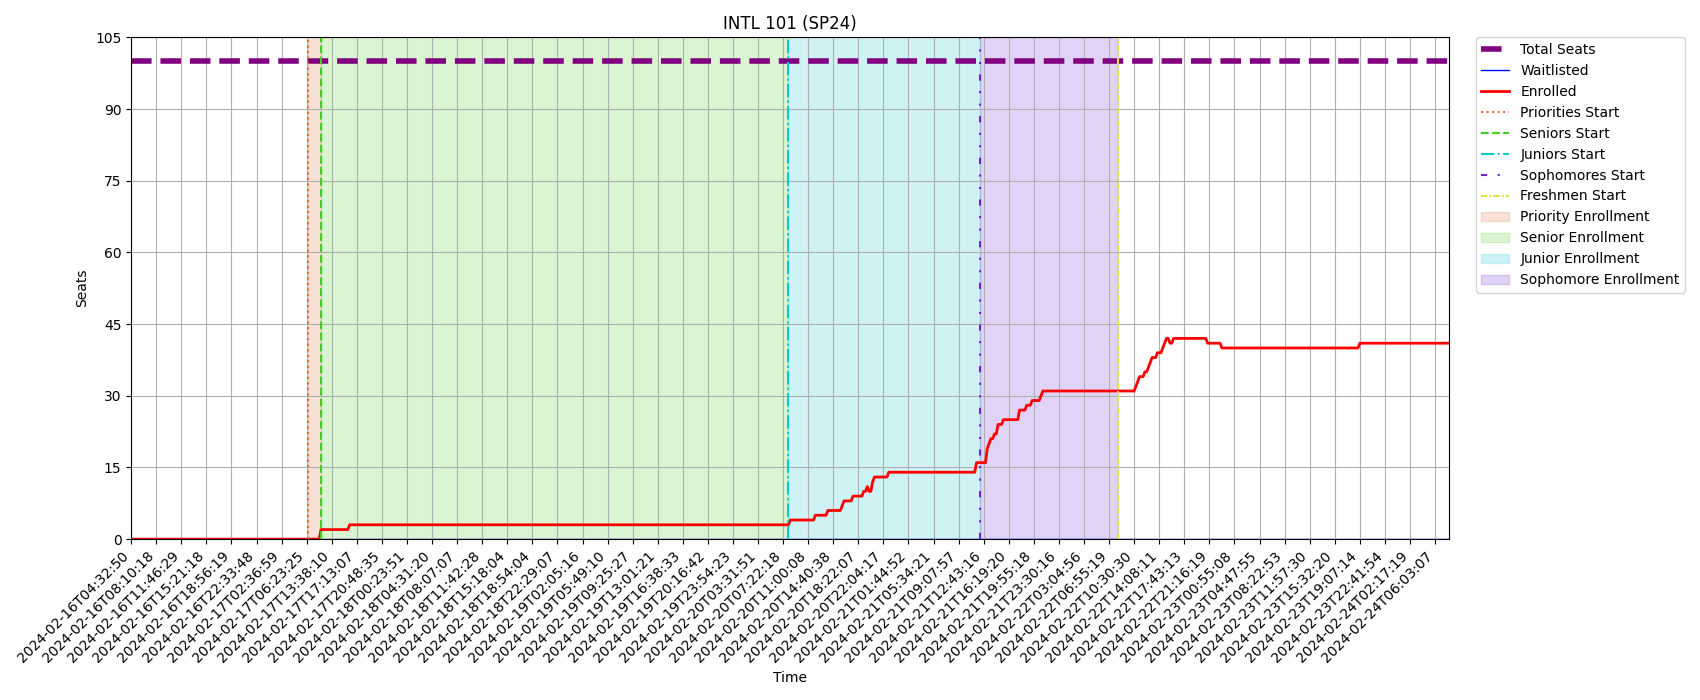 INTL 101 (SP24)
105
90
75
60
45
30
15
0
Seats
Total Seats
Waitlisted
Enrolled
Priorities Start
Seniors Start
Juniors Start
Sophomores Start
Freshmen Start
Priority Enrollment
Senior Enrollment
Junior Enrollment
Sophomore Enrollment
2024-02-16T04:32:50
2024-02-16T08:10:18
2024-02-16T11:46:29
2024-02-16T15:21:18
2024-02-16T18:56:19
2024-02-16T22:33:48
2024-02-17T02:36:59
2024-02-17T06:23:25
2024-02-17T13:38:10
2024-02-17T17:13:07
2024-02-17T20:48:35
2024-02-18T00:23:51
2024-02-18T04:31:20
2024-02-18T08:07:07
2024-02-18T11:42:28
2024-02-18T15:18:04
2024-02-18T18:54:04
2024-02-18T22:29:07
2024-02-19T02:05:16
2024-02-19T05:49:10
2024-02-19T09:25:27
2024-02-19T13:01:21
2024-02-19T16:38:33
2024-02-19T20:16:42
2024-02-19T23:54:23
2024-02-20T03:31:51
2024-02-20T07:22:18
2024-02-20T11:00:08
2024-02-20T14:40:38
2024-02-20T18:22:07
2024-02-20T22:04:17
2024-02-21T01:44:52
2024-02-21T05:34:21
2024-02-21T09:07:57
2024-02-21T12:43:16
2024-02-21T16:19:20
2024-02-21T19:55:18
2024-02-21T23:30:16
2024-02-22T03:04:56
2024-02-22T06:55:19
2024-02-22T10:30:30
2024-02-22T14:08:11
2024-02-22T17:43:13
2024-02-22T21:16:19
2024-02-23T00:55:08
2024-02-23T04:47:55
2024-02-23T08:22:53
2024-02-23T11:57:30
2024-02-23T15:32:20
2024-02-23T19:07:14
2024-02-23T22:41:54
2024-02-24T02:17:19
2024-02-24T06:03:07
Time